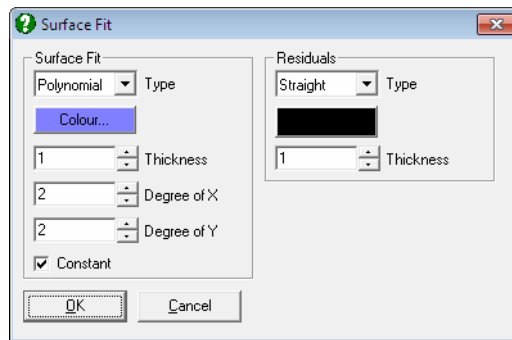 Surface Fit
Surface Fit
Polynomial Type
Colour...
1 Thickness
2 Degree of X
2 Degree of Y
Constant
Residuals
Straight Type
1 Thickness
OK Cancel